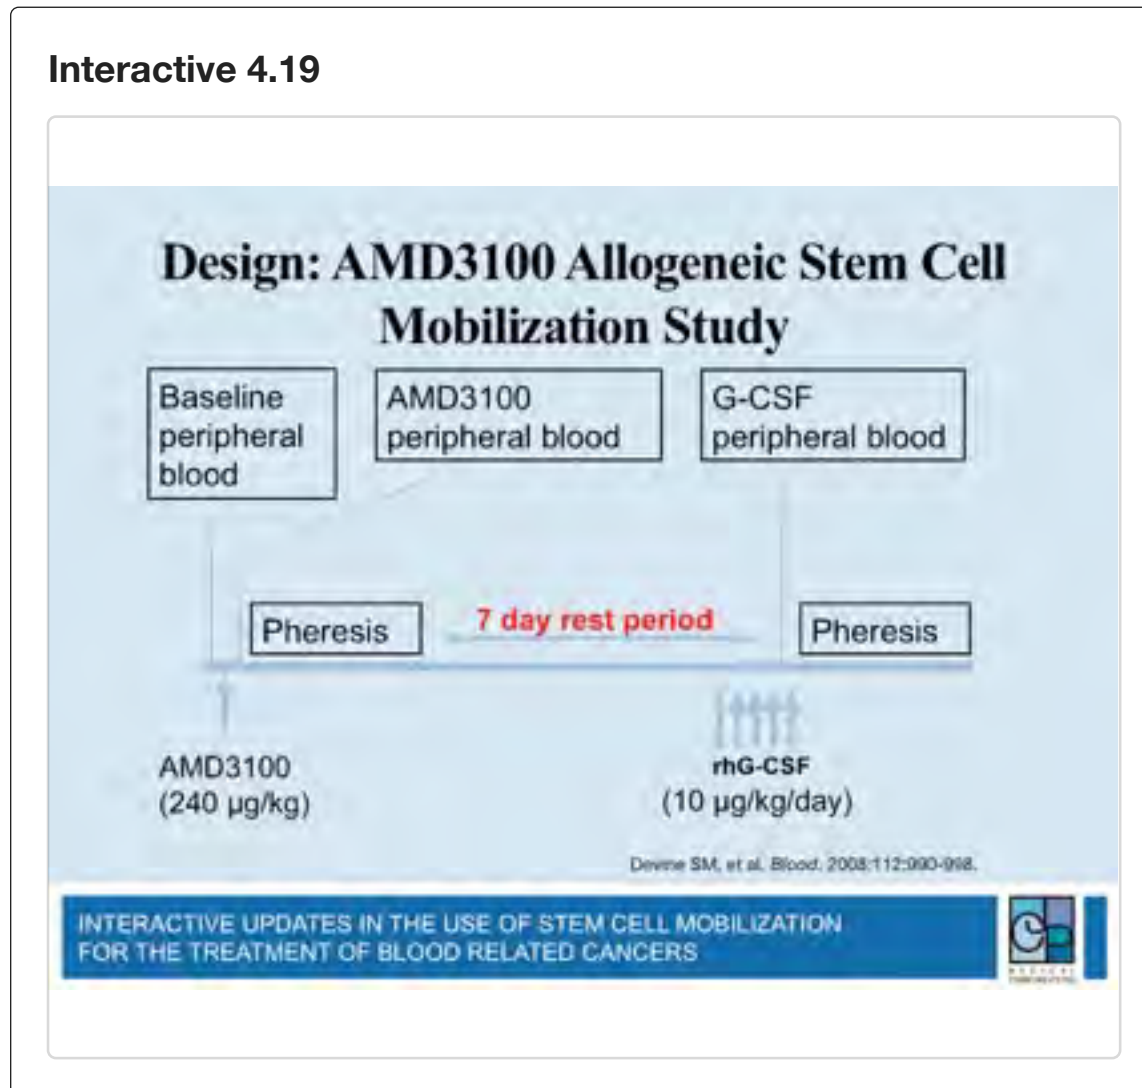 Interactive 4.19
Design: AMD3100 Allogeneic Stem Cell
Mobilization Study
Baseline
peripheral
blood
AMD3100
peripheral blood
G-CSF
peripheral blood
Pheresis
7 day rest period
Pheresis
AMD3100
(240 µg/kg)
rhG-CSF
(10 µg/kg/day)
Devine SM, et al. Blood. 2008;112:990-998.
INTERACTIVE UPDATES IN THE USE OF STEM CELL MOBILIZATION
FOR THE TREATMENT OF BLOOD RELATED CANCERS
MEDICAL